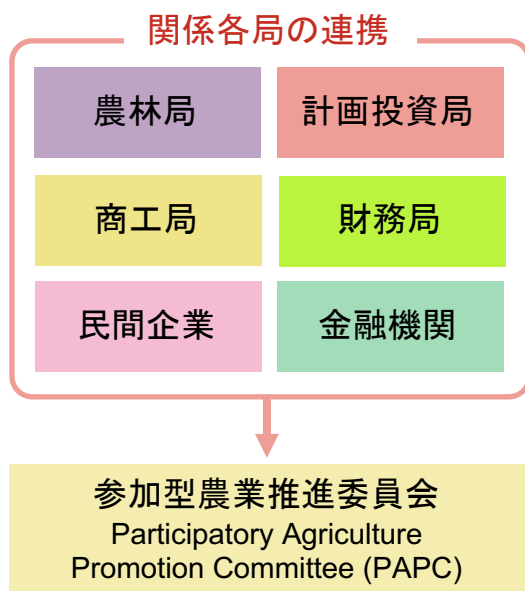 関係各局の連携
農林局
計画投資局
商工局
財務局
民間企業
金融機関
参加型農業推進委員会
Participatory Agriculture
Promotion Committee (PAPC)